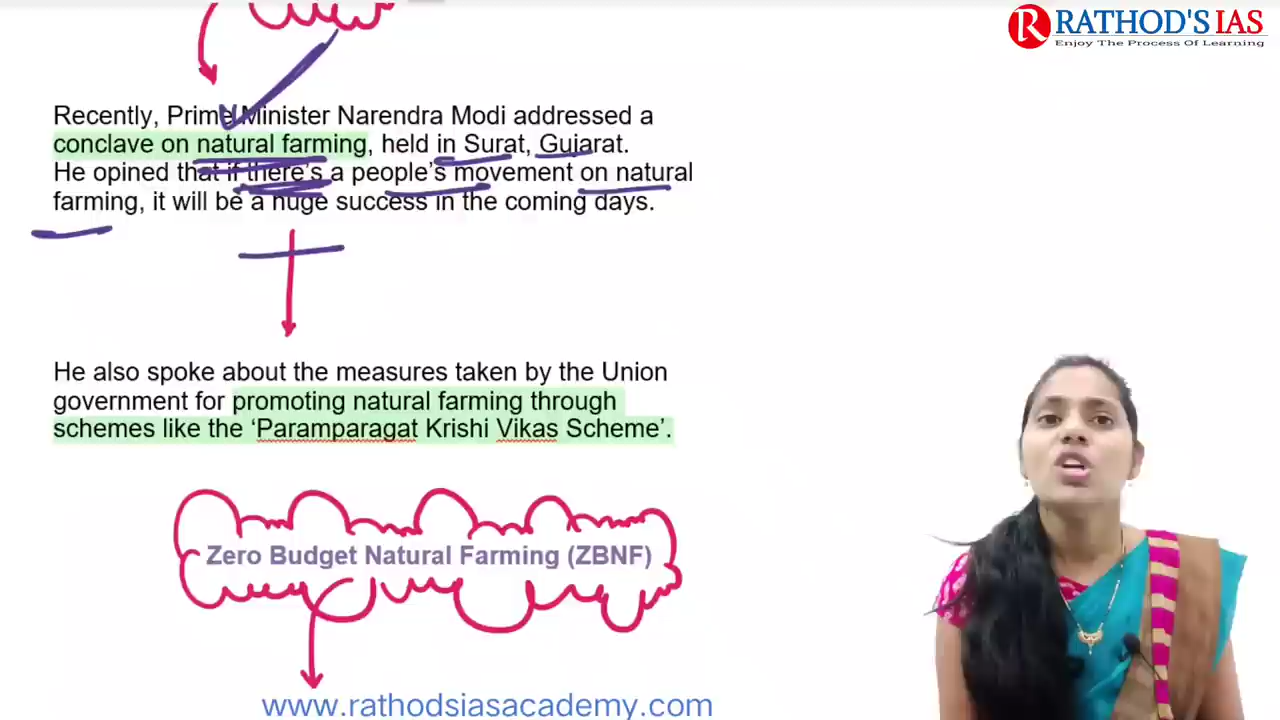 RATHOD'S IAS
Enjoy The Process Of Learning
Recently, Prime Minister Narendra Modi addressed a
conclave on natural farming, held in Surat, Gujarat.
He opined that if there's a people's movement on natural
farming, it will be a huge success in the coming days.
He also spoke about the measures taken by the Union
government for promoting natural farming through
schemes like the ‘Paramparagat Krishi Vikas Scheme’.
Zero Budget Natural Farming (ZBNF)
www.rathodsiasacademy.com